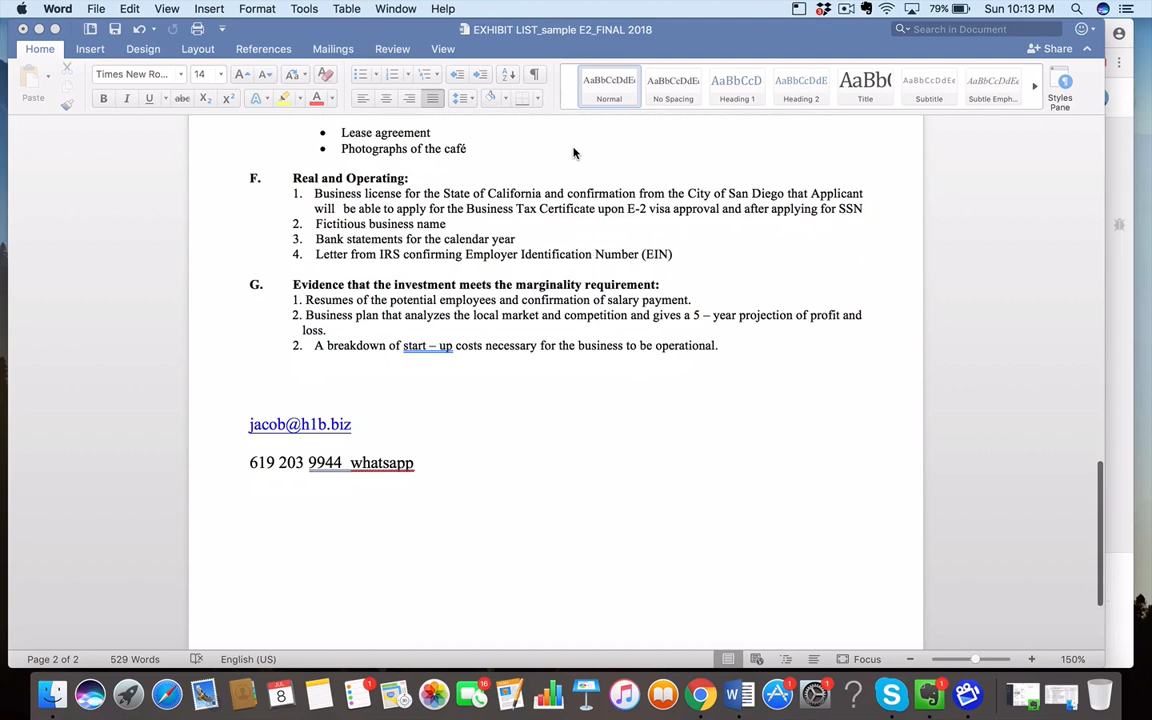 Word File Edit View Insert Format Tools Table Window Help 79% Sun 10:13 PM
EXHIBIT LIST_sample E2_FINAL 2018 Search in Document
Home Insert Design Layout References Mailings Review View Share
Paste Times New Ro... 14 AaBbCcDdEe AaBbCcDdEe AaBbCcD AaBbCcDdE AaBb( AaBbCcDdEe AaBbCcDdEe
Normal No Spacing Heading 1 Heading 2 Title Subtitle Subtle Emph... Styles Pane
• Lease agreement
• Photographs of the café
F. Real and Operating:
1. Business license for the State of California and confirmation from the City of San Diego that Applicant
will be able to apply for the Business Tax Certificate upon E-2 visa approval and after applying for SSN
2. Fictitious business name
3. Bank statements for the calendar year
4. Letter from IRS confirming Employer Identification Number (EIN)
G. Evidence that the investment meets the marginality requirement:
1. Resumes of the potential employees and confirmation of salary payment.
2. Business plan that analyzes the local market and competition and gives a 5 – year projection of profit and
loss.
2. A breakdown of start – up costs necessary for the business to be operational.
jacob@h1b.biz
619 203 9944 whatsapp
Page 2 of 2 529 Words English (US) Focus 150%